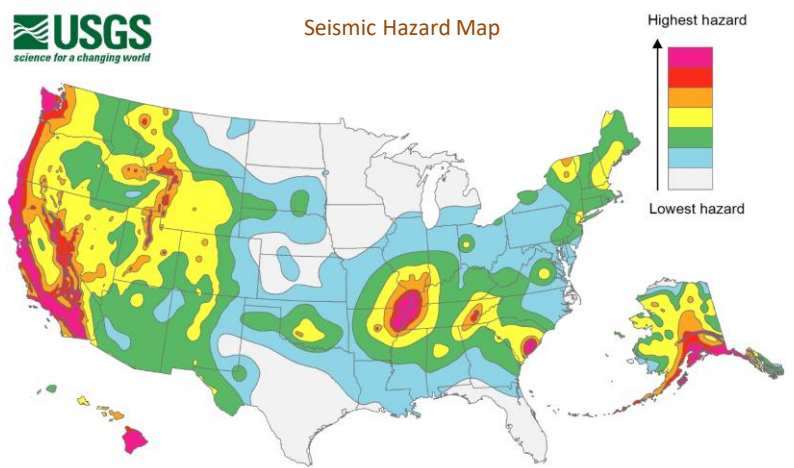 USGS
science for a changing world
Seismic Hazard Map
Highest hazard
Lowest hazard